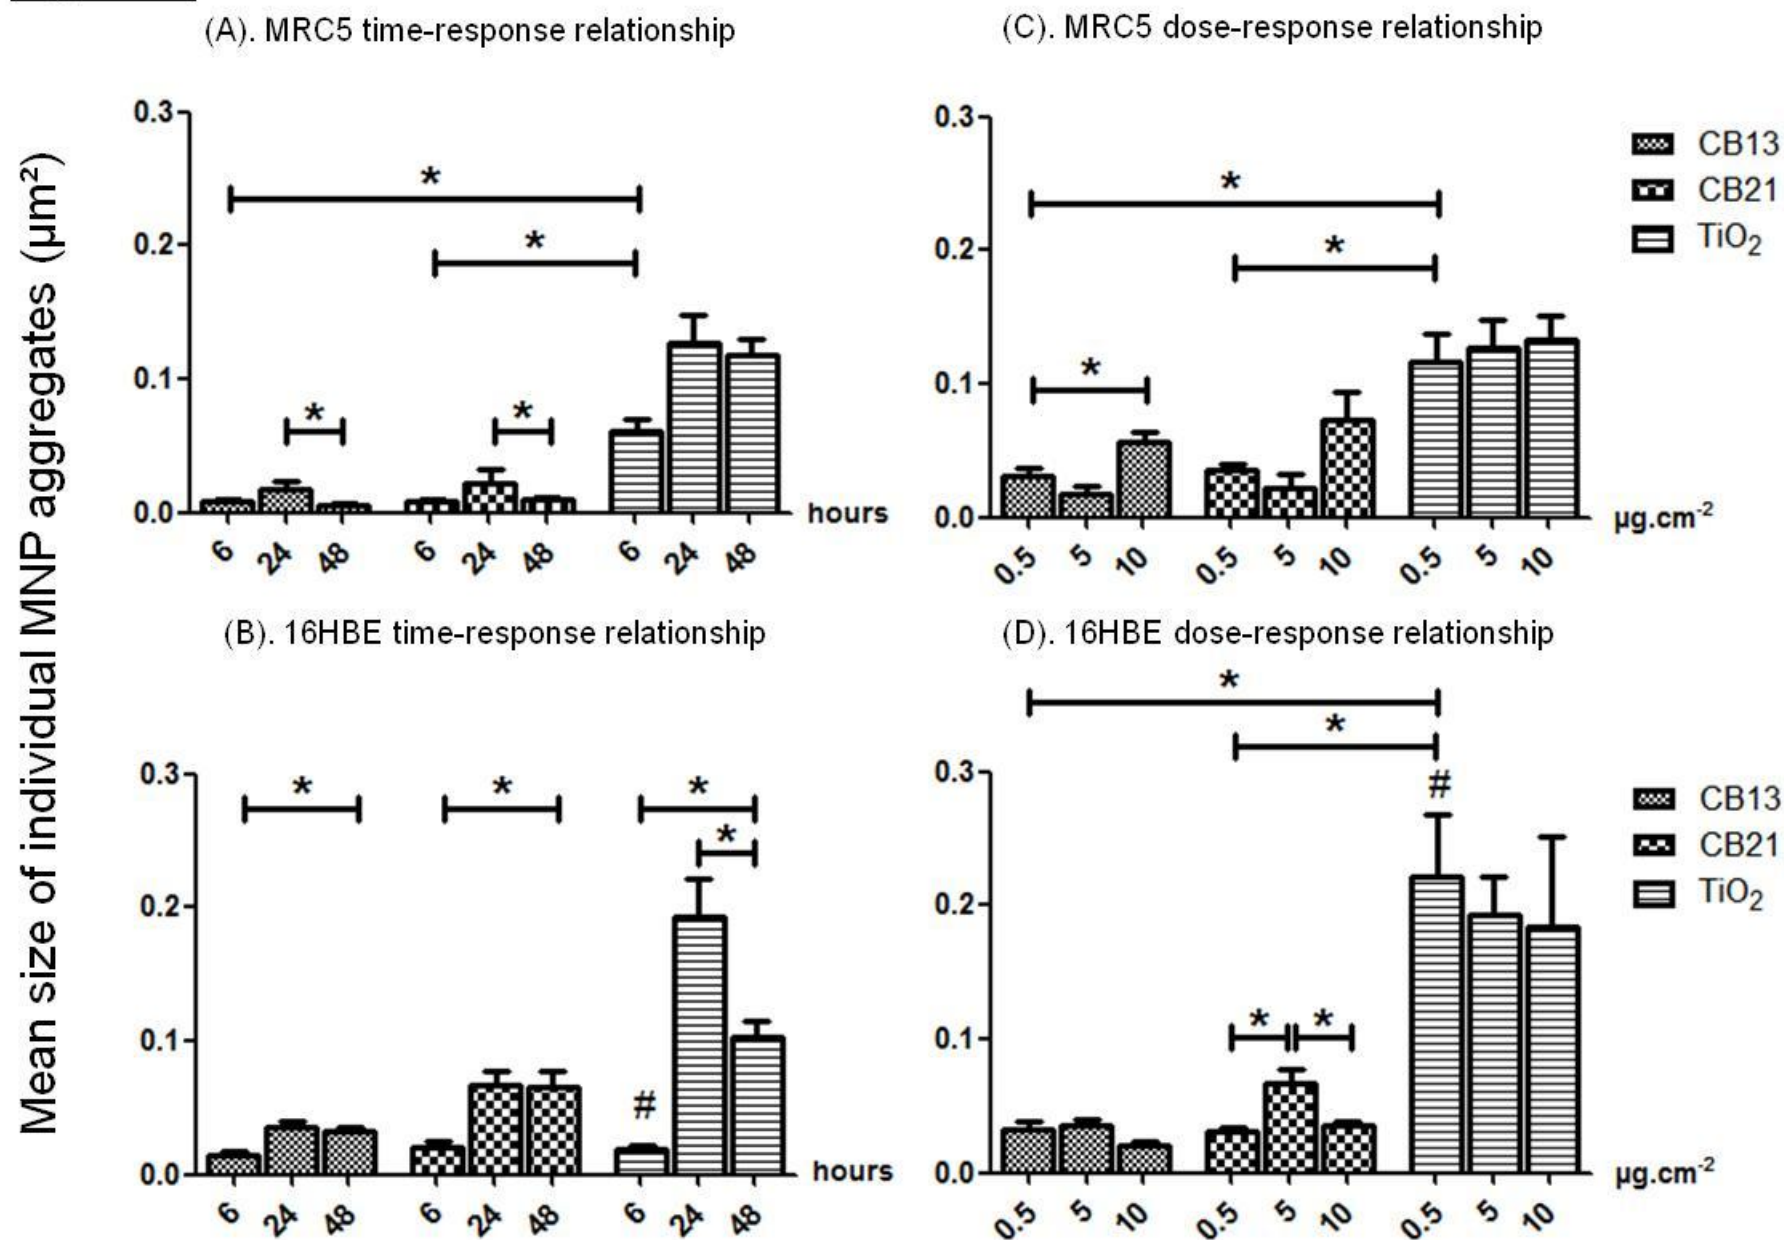 (A). MRC5 time-response relationship
(C). MRC5 dose-response relationship
Mean size of individual MNP aggregates (µm²)
0.3
0.2
0.1
0.0
* * * *
6 24 48 6 24 48 6 24 48
hours
0.3
0.2
0.1
0.0
* * *
0.5 5 10 0.5 5 10 0.5 5 10
µg.cm⁻²
CB13
CB21
TiO₂
(B). 16HBE time-response relationship
(D). 16HBE dose-response relationship
0.3
0.2
0.1
0.0
* * * *
#
6 24 48 6 24 48 6 24 48
hours
*
*
0.3
0.2
0.1
0.0
#
* *
0.5 5 10 0.5 5 10 0.5 5 10
µg.cm⁻²
CB13
CB21
TiO₂